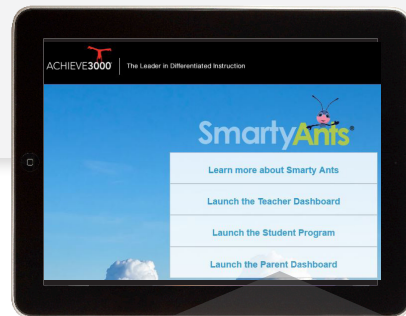 ACHIEVE3000® The Leader in Differentiated Instruction
SmartyAnts®
Learn more about Smarty Ants
Launch the Teacher Dashboard
Launch the Student Program
Launch the Parent Dashboard